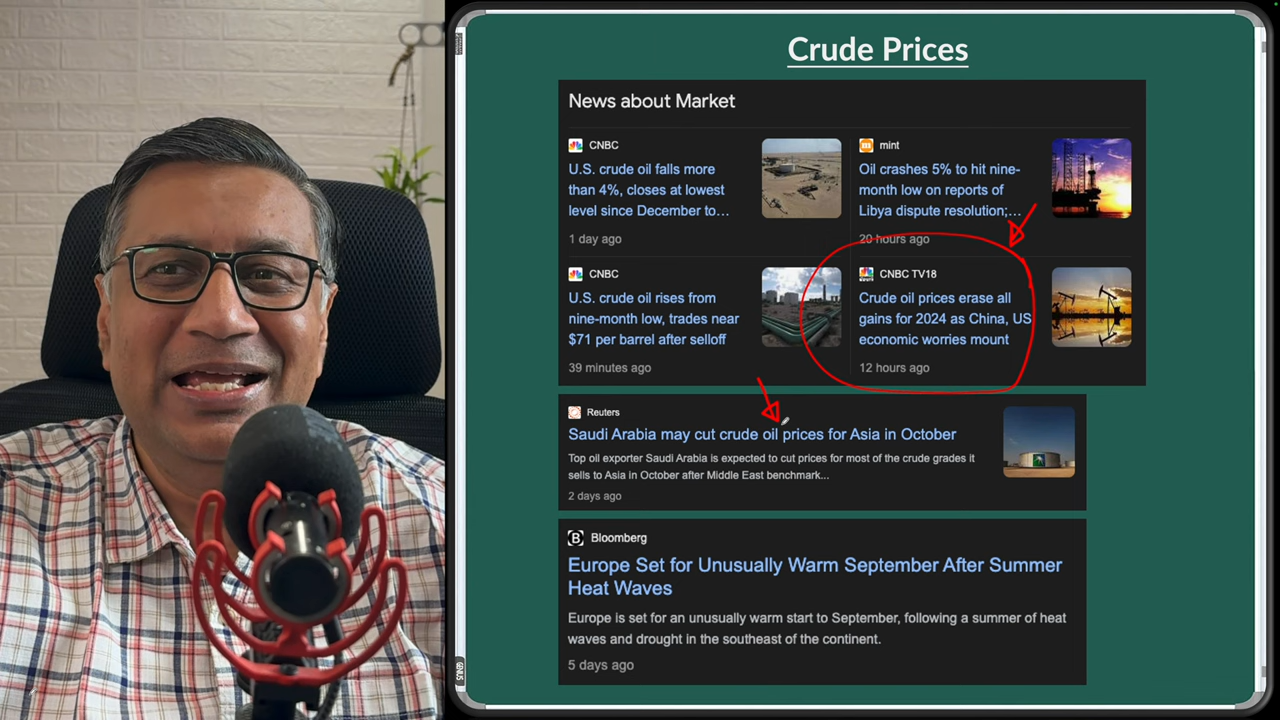 Crude Prices
News about Market
CNBC
U.S. crude oil falls more
than 4%, closes at lowest
level since December to…
1 day ago
mint
Oil crashes 5% to hit nine-
month low on reports of
Libya dispute resolution;…
20 hours ago
CNBC
U.S. crude oil rises from
nine-month low, trades near
$71 per barrel after selloff
39 minutes ago
CNBC TV18
Crude oil prices erase all
gains for 2024 as China, US
economic worries mount
12 hours ago
Reuters
Saudi Arabia may cut crude oil prices for Asia in October
Top oil exporter Saudi Arabia is expected to cut prices for most of the crude grades it
sells to Asia in October after Middle East benchmark...
2 days ago
B Bloomberg
Europe Set for Unusually Warm September After Summer
Heat Waves
Europe is set for an unusually warm start to September, following a summer of heat
waves and drought in the southeast of the continent.
5 days ago